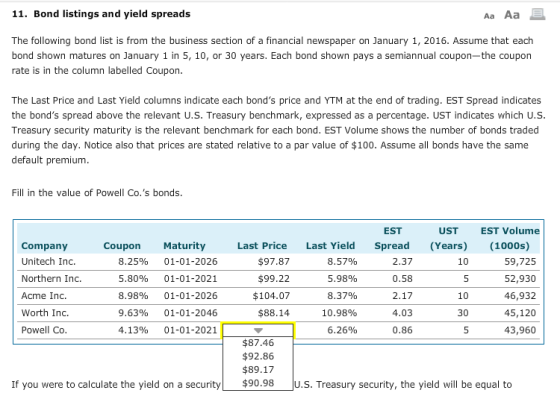 11. Bond listings and yield spreads
Aa Aa
The following bond list is from the business section of a financial newspaper on January 1, 2016. Assume that each
bond shown matures on January 1 in 5, 10, or 30 years. Each bond shown pays a semiannual coupon—the coupon
rate is in the column labelled Coupon.
The Last Price and Last Yield columns indicate each bond's price and YTM at the end of trading. EST Spread indicates
the bond's spread above the relevant U.S. Treasury benchmark, expressed as a percentage. UST indicates which U.S.
Treasury security maturity is the relevant benchmark for each bond. EST Volume shows the number of bonds traded
during the day. Notice also that prices are stated relative to a par value of $100. Assume all bonds have the same
default premium.
Fill in the value of Powell Co.'s bonds.
EST UST EST Volume
Company Coupon Maturity Last Price Last Yield Spread (Years) (1000s)
Unitech Inc. 8.25% 01-01-2026 $97.87 8.57% 2.37 10 59,725
Northern Inc. 5.80% 01-01-2021 $99.22 5.98% 0.58 5 52,930
Acme Inc. 8.98% 01-01-2026 $104.07 8.37% 2.17 10 46,932
Worth Inc. 9.63% 01-01-2046 $88.14 10.98% 4.03 30 45,120
Powell Co. 4.13% 01-01-2021 6.26% 0.86 5 43,960
$87.46
$92.86
$89.17
$90.98
If you were to calculate the yield on a security U.S. Treasury security, the yield will be equal to